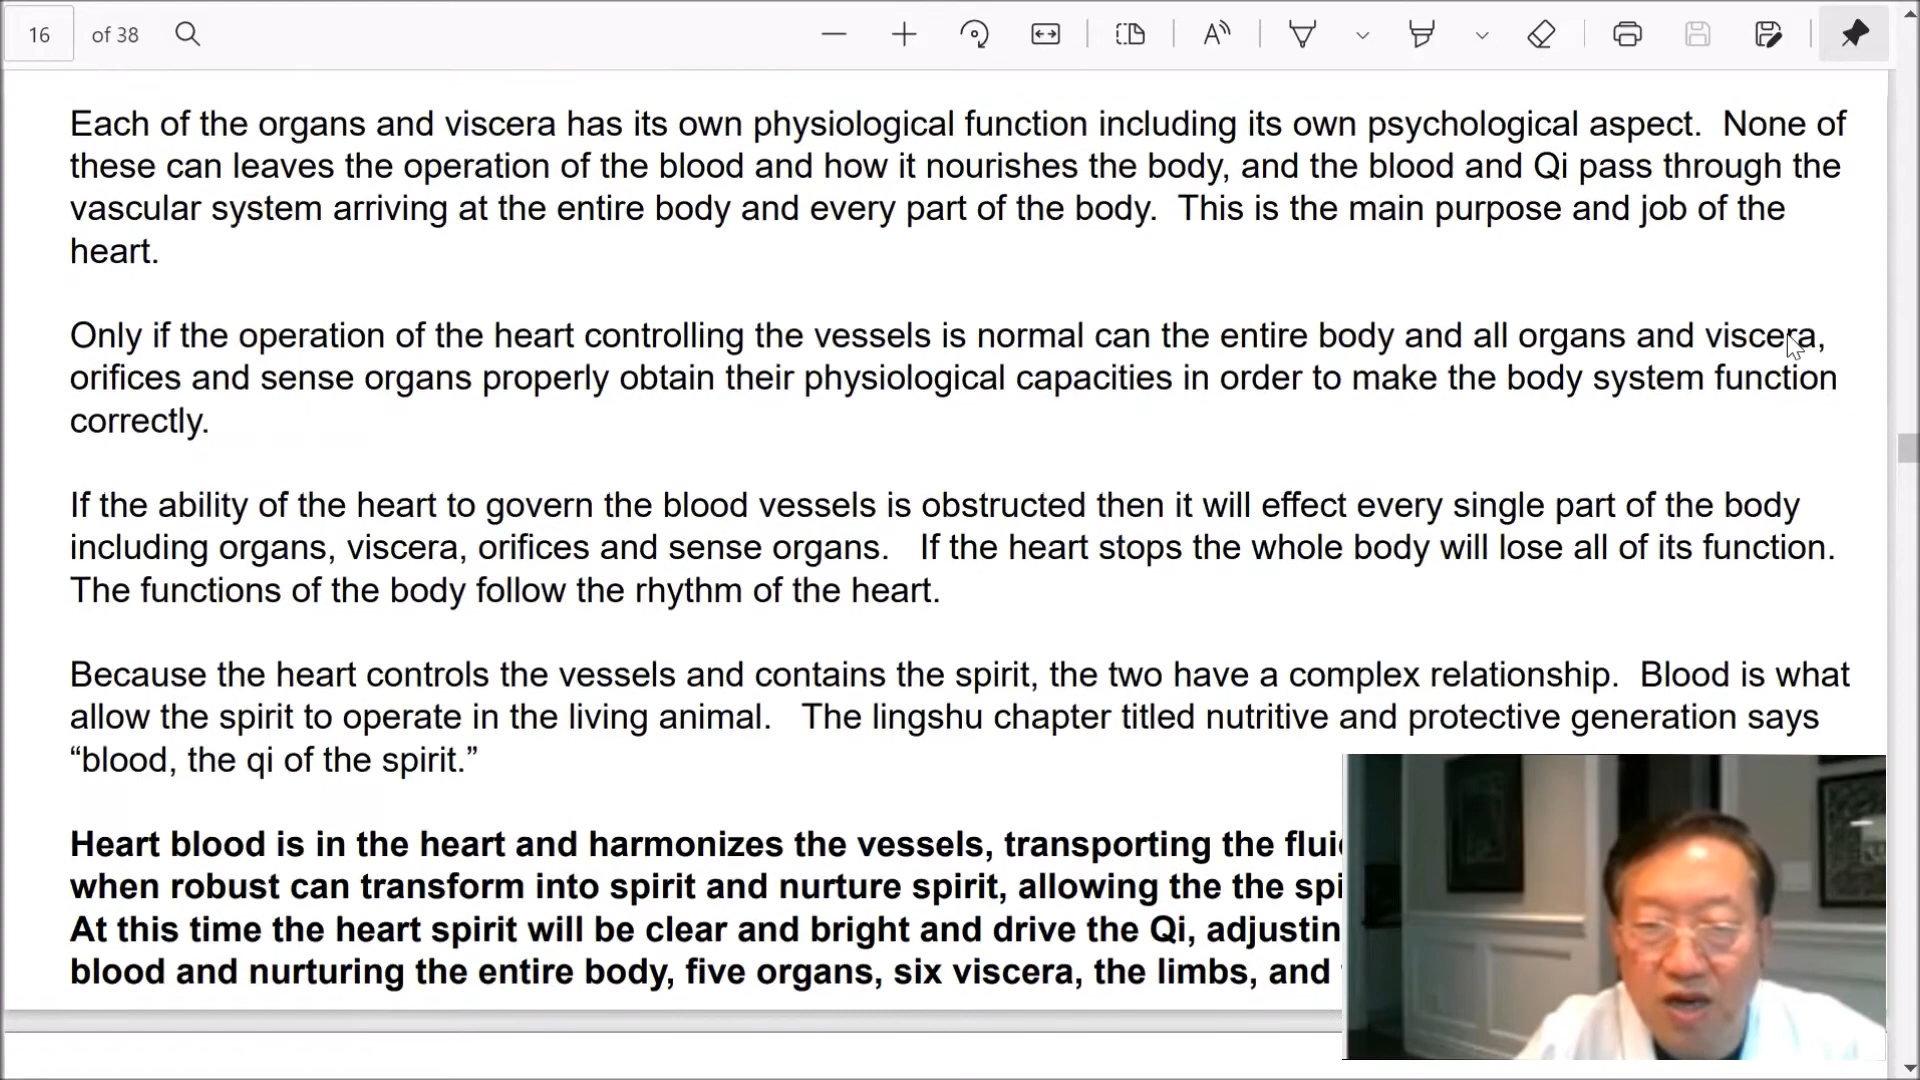 16 of 38
Each of the organs and viscera has its own physiological function including its own psychological aspect.  None of
these can leaves the operation of the blood and how it nourishes the body, and the blood and Qi pass through the
vascular system arriving at the entire body and every part of the body.  This is the main purpose and job of the
heart.
Only if the operation of the heart controlling the vessels is normal can the entire body and all organs and viscera,
orifices and sense organs properly obtain their physiological capacities in order to make the body system function
correctly.
If the ability of the heart to govern the blood vessels is obstructed then it will effect every single part of the body
including organs, viscera, orifices and sense organs.   If the heart stops the whole body will lose all of its function.
The functions of the body follow the rhythm of the heart.
Because the heart controls the vessels and contains the spirit, the two have a complex relationship.  Blood is what
allow the spirit to operate in the living animal.   The lingshu chapter titled nutritive and protective generation says
“blood, the qi of the spirit.”
Heart blood is in the heart and harmonizes the vessels, transporting the
when robust can transform into spirit and nurture spirit, allowing the the
At this time the heart spirit will be clear and bright and drive the Qi,
blood and nurturing the entire body, five organs, six viscera, the limbs, and